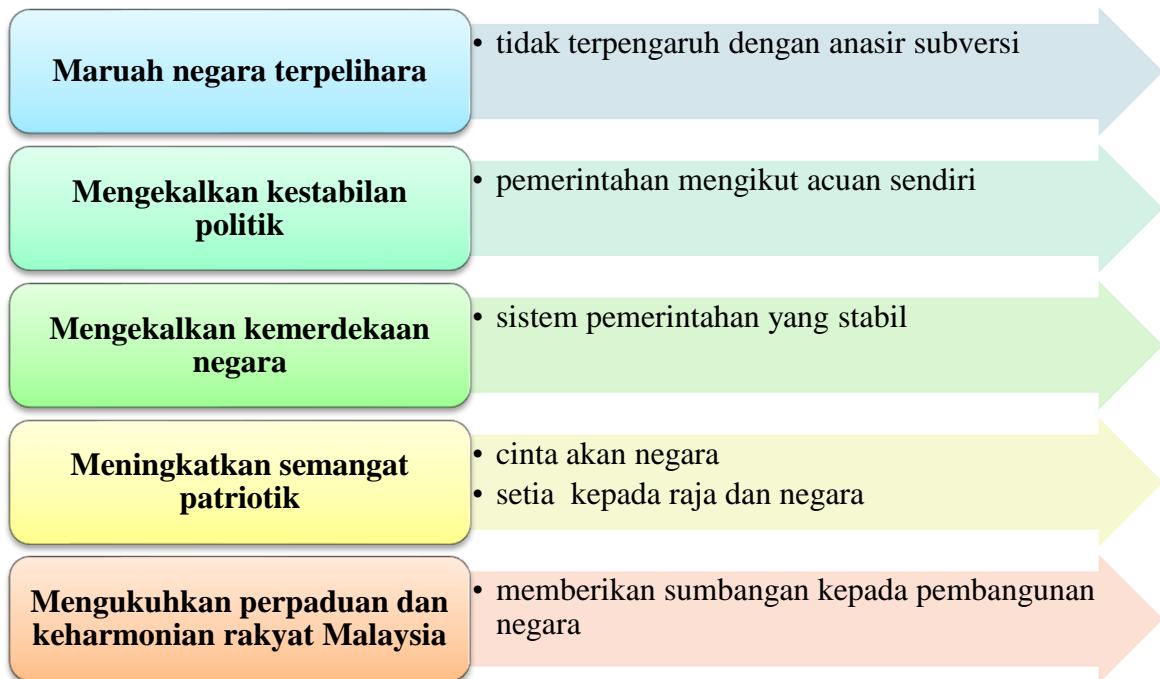 Maruah negara terpelihara
• tidak terpengaruh dengan anasir subversi
Mengekalkan kestabilan
politik
• pemerintahan mengikut acuan sendiri
Mengekalkan kemerdekaan
negara
• sistem pemerintahan yang stabil
Meningkatkan semangat
patriotik
• cinta akan negara
• setia kepada raja dan negara
Mengukuhkan perpaduan dan
keharmonian rakyat Malaysia
• memberikan sumbangan kepada pembangunan
negara